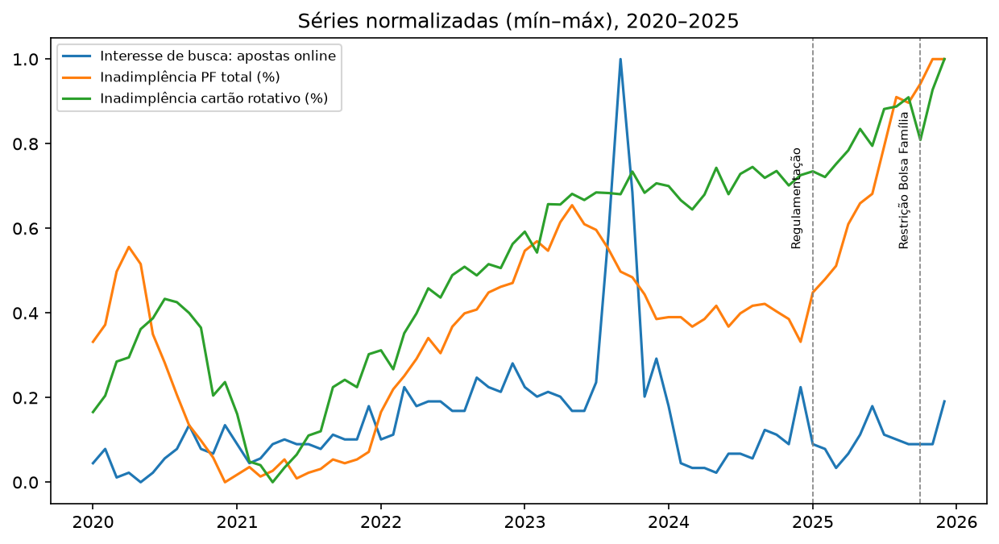 Séries normalizadas (mín–máx), 2020–2025
Interesse de busca: apostas online
Inadimplência PF total (%)
Inadimplência cartão rotativo (%)
1.0
0.8
0.6
0.4
0.2
0.0
Regulamentação
Restrição Bolsa Família
2020
2021
2022
2023
2024
2025
2026